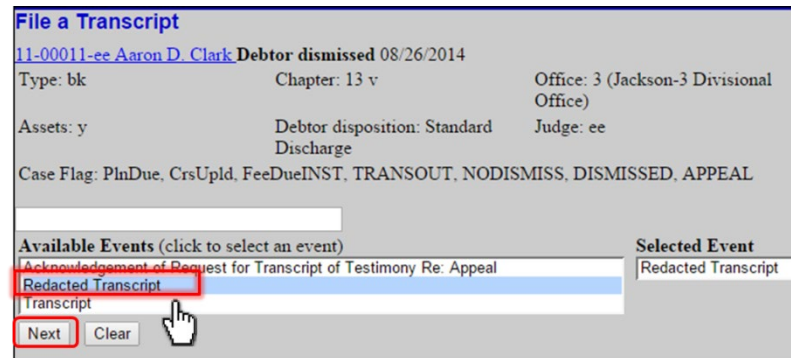 File a Transcript
11-00011-ee Aaron D. Clark Debtor dismissed 08/26/2014
Type: bk Chapter: 13 v Office: 3 (Jackson-3 Divisional
Office)
Assets: y Debtor disposition: Standard Judge: ee
Discharge
Case Flag: PlnDue, CrsUpld, FeeDueINST, TRANSOUT, NODISMISS, DISMISSED, APPEAL
Available Events (click to select an event) Selected Event
Acknowledgement of Request for Transcript of Testimony Re: Appeal Redacted Transcript
Redacted Transcript
Transcript
Next Clear